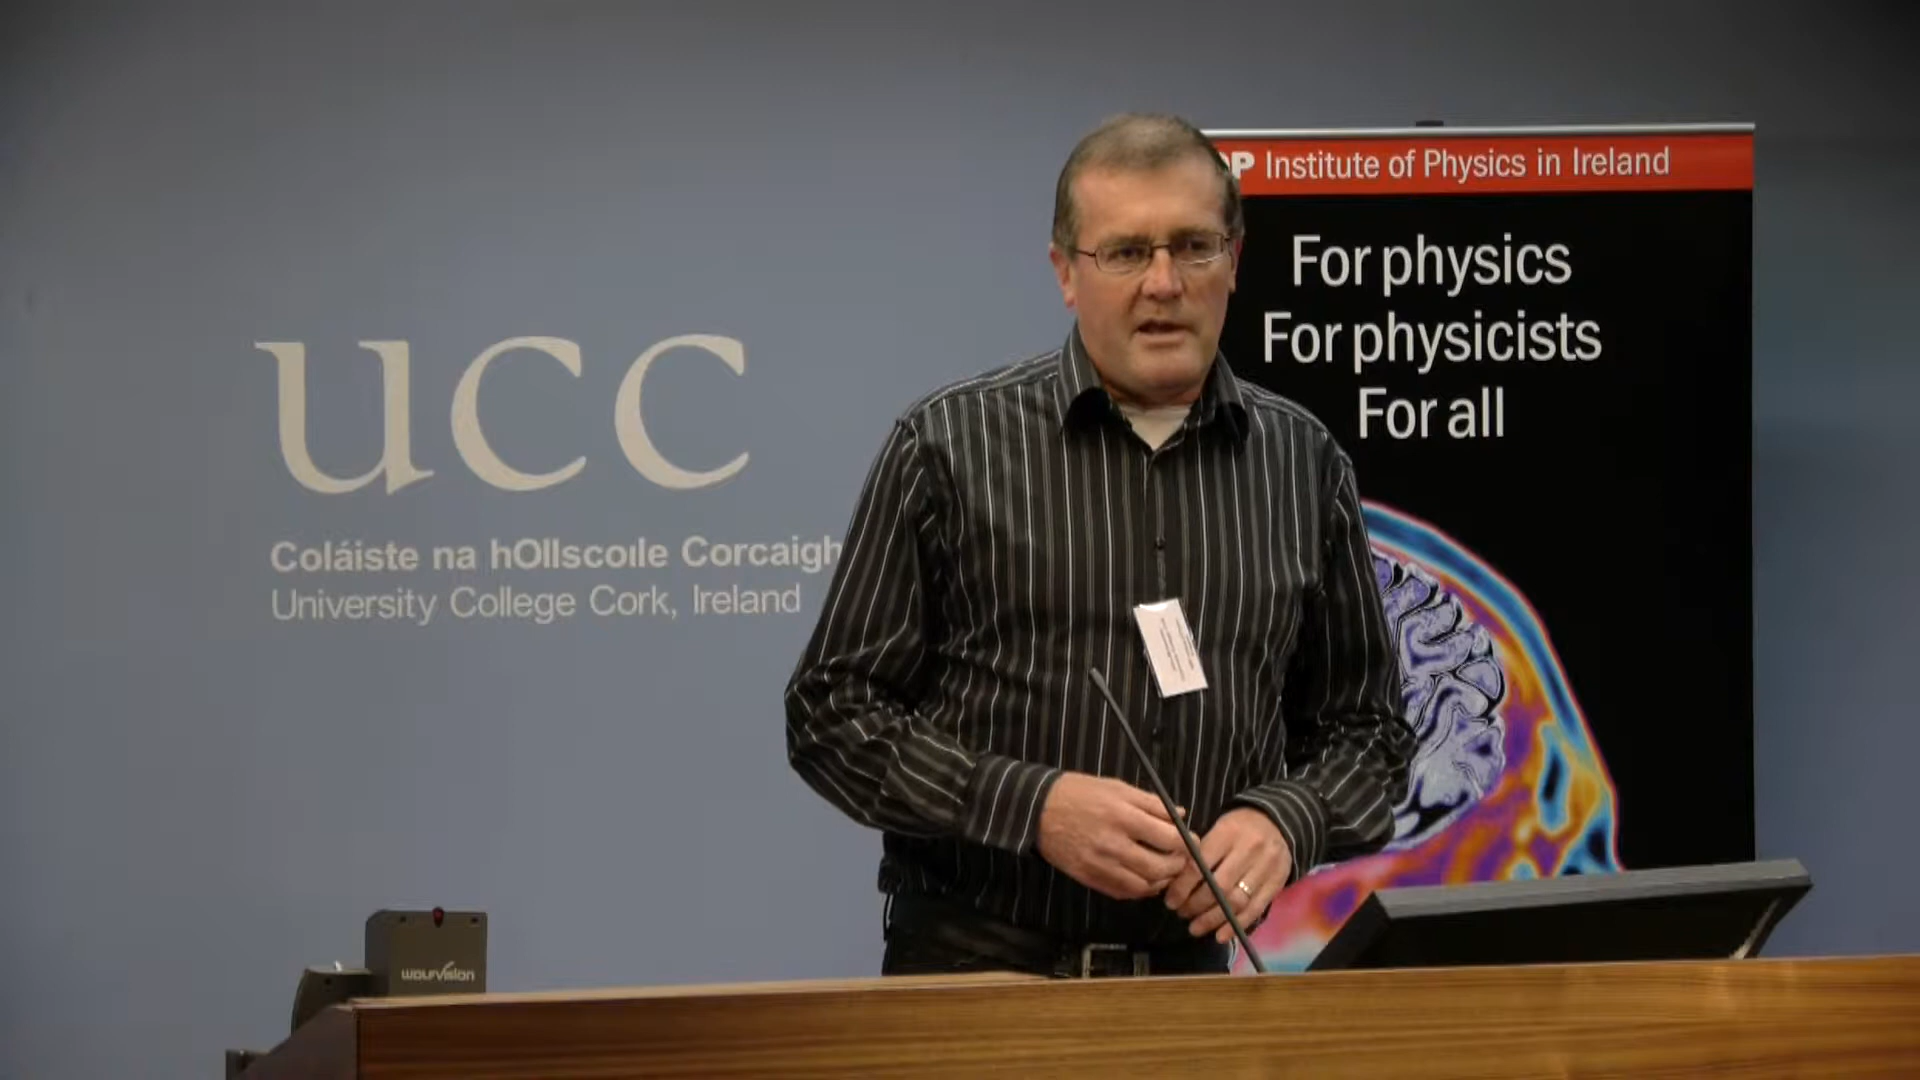 ucc
Coláiste na hOllscoile Corcaigh
University College Cork, Ireland
Institute of Physics in Ireland
For physics
For physicists
For all
wolfvision